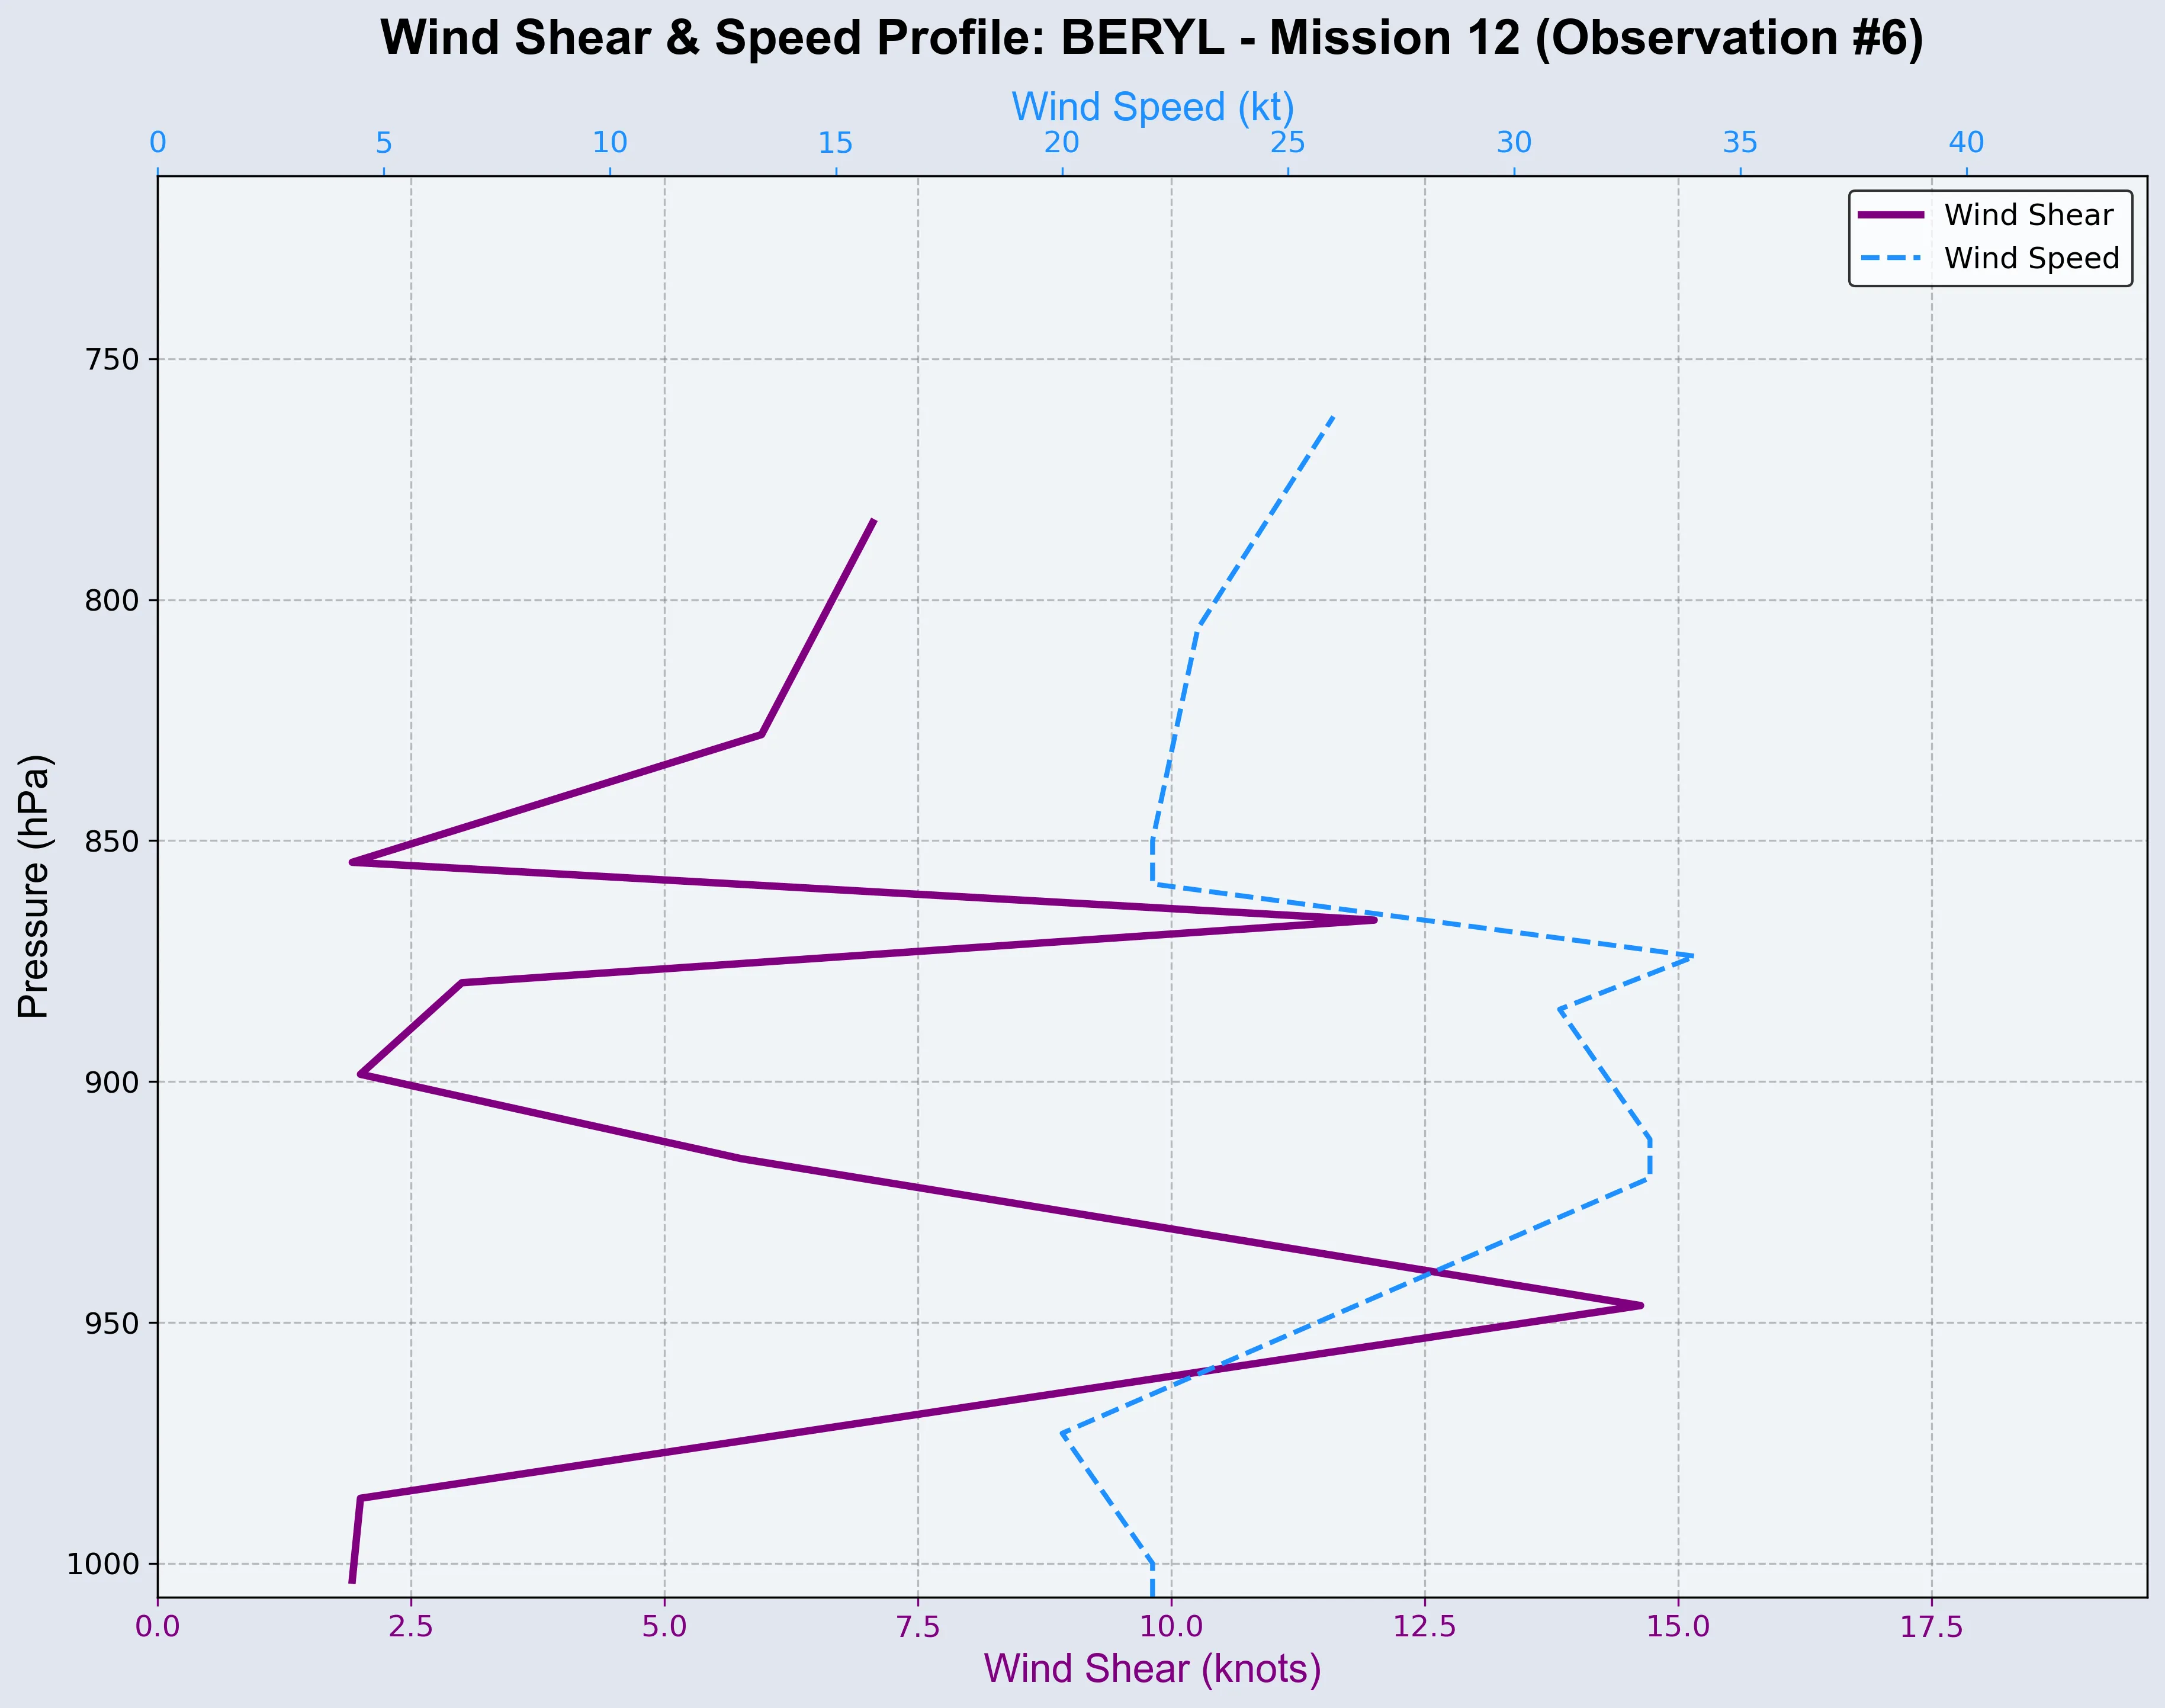 Wind Shear & Speed Profile: BERYL - Mission 12 (Observation #6)
Wind Speed (kt)
0 5 10 15 20 25 30 35 40
Wind Shear
Wind Speed
750
800
850
900
950
1000
Pressure (hPa)
0.0 2.5 5.0 7.5 10.0 12.5 15.0 17.5
Wind Shear (knots)